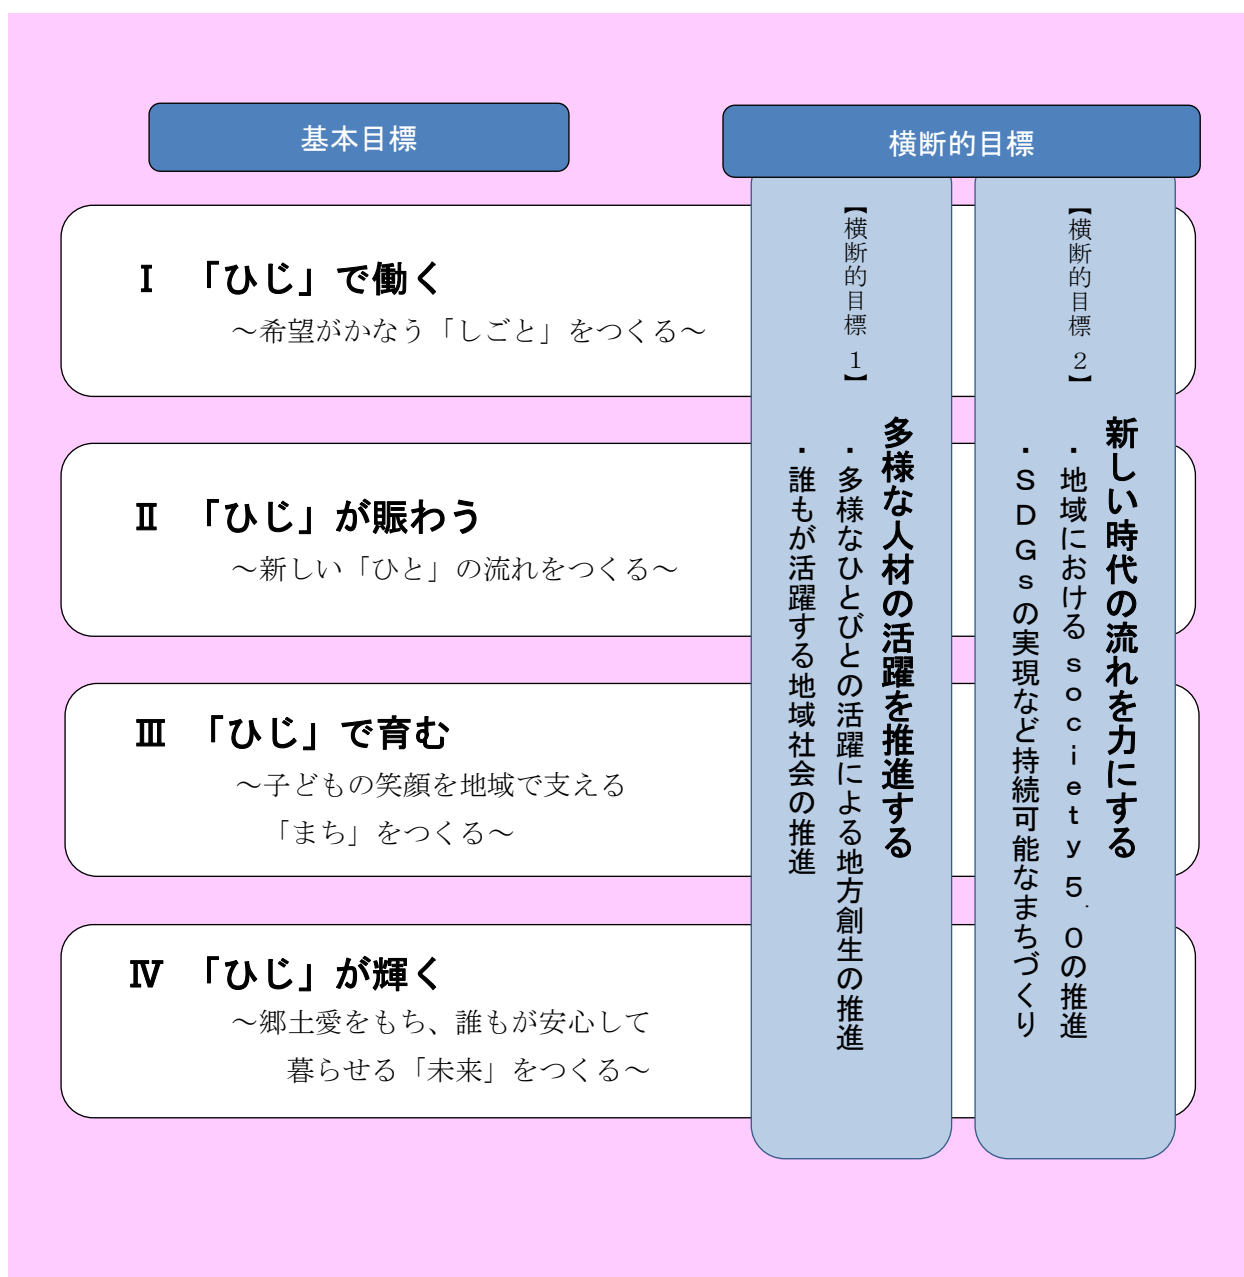 基本目標
横断的目標
Ⅰ 「ひじ」で働く
～希望がかなう「しごと」をつくる～
Ⅱ 「ひじ」が賑わう
～新しい「ひと」の流れをつくる～
Ⅲ 「ひじ」で育む
～子どもの笑顔を地域で支える
「まち」をつくる～
Ⅳ 「ひじ」が輝く
～郷土愛をもち、誰もが安心して
暮らせる「未来」をつくる～
【横断的目標 1】
多様な人材の活躍を推進する
・多様なひとびとの活躍による地方創生の推進
・誰もが活躍する地域社会の推進
【横断的目標 2】
新しい時代の流れを力にする
・地域における society5.0の推進
・SDGsの実現など持続可能なまちづくり